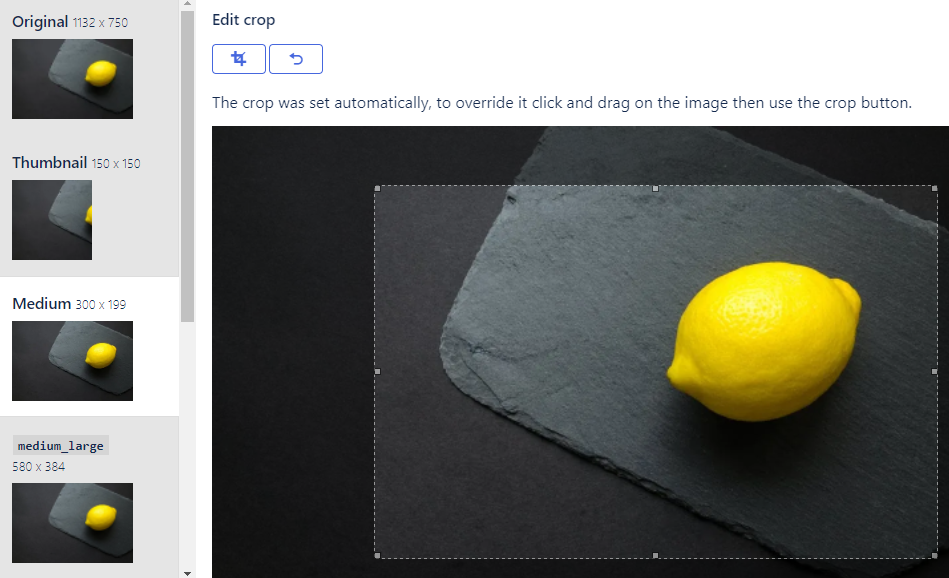 Original 1132 x 750
Thumbnail 150 x 150
Medium 300 x 199
medium_large
580 x 384
Edit crop
The crop was set automatically, to override it click and drag on the image then use the crop button.